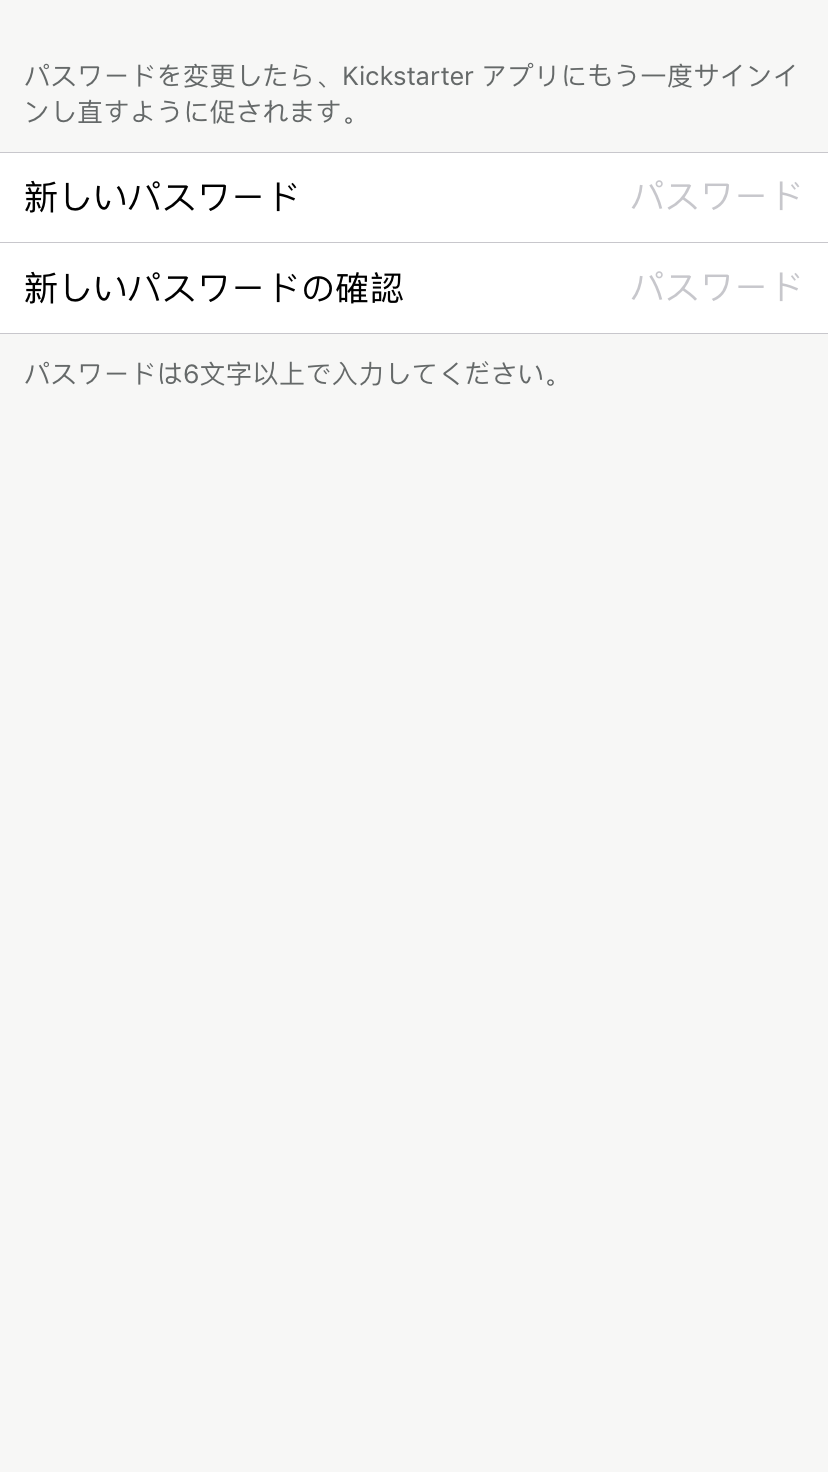 パスワードを変更したら、Kickstarter アプリにもう一度サインイ
ンし直すように促されます。
新しいパスワード パスワード
新しいパスワードの確認 パスワード
パスワードは6文字以上で入力してください。